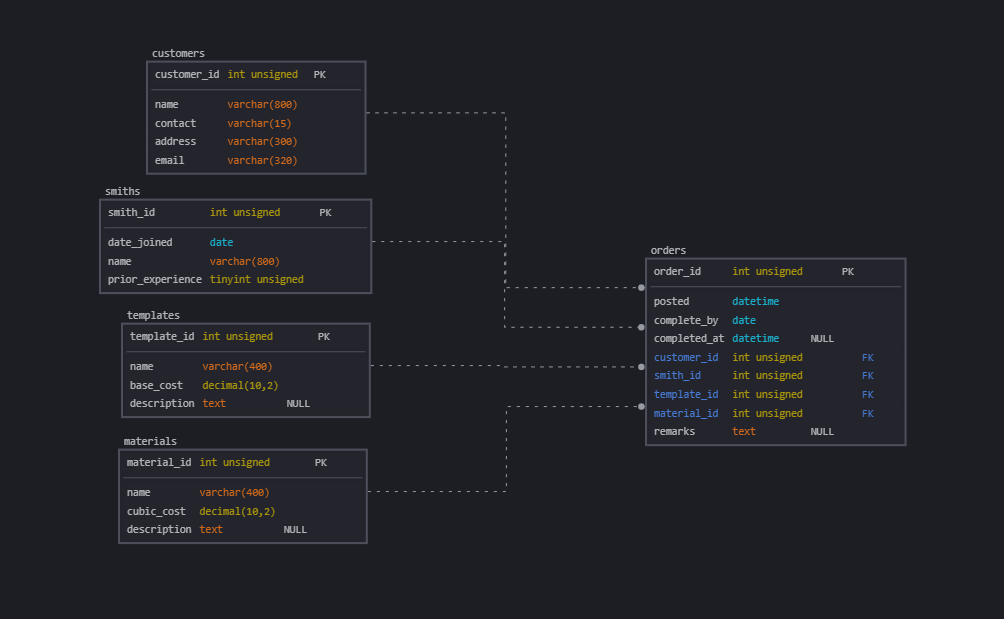 customers
customer_id int unsigned PK
name varchar(800)
contact varchar(15)
address varchar(300)
email varchar(320)
smiths
smith_id int unsigned PK
date_joined date
name varchar(800)
prior_experience tinyint unsigned
templates
template_id int unsigned PK
name varchar(400)
base_cost decimal(10,2)
description text NULL
materials
material_id int unsigned PK
name varchar(400)
cubic_cost decimal(10,2)
description text NULL
orders
order_id int unsigned PK
posted datetime
complete_by date
completed_at datetime NULL
customer_id int unsigned FK
smith_id int unsigned FK
template_id int unsigned FK
material_id int unsigned FK
remarks text NULL